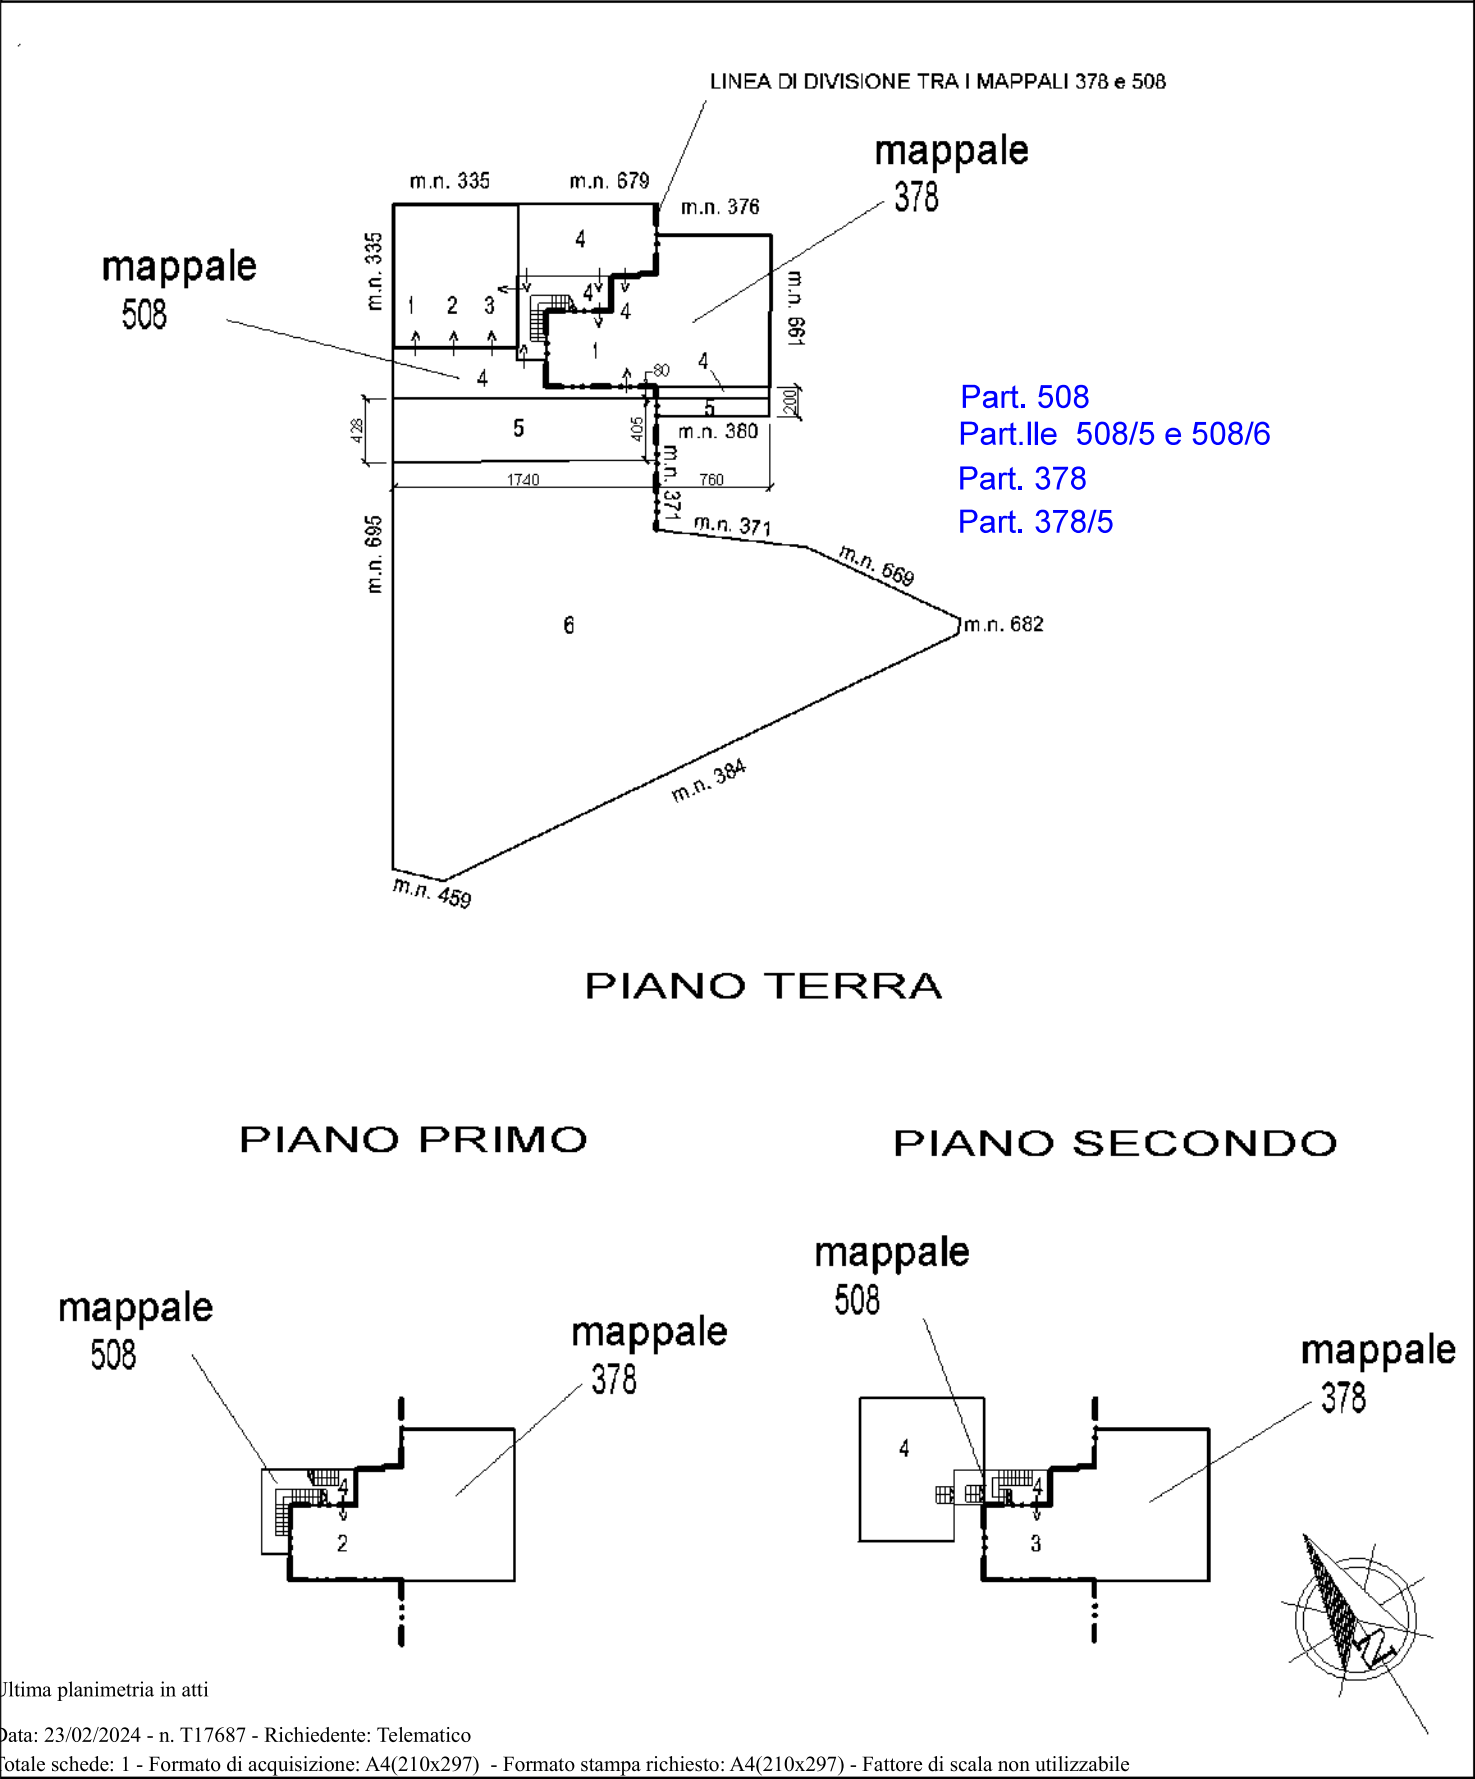 LINEA DI DIVISIONE TRA I MAPPALI 378 e 508
mappale
378
m.n. 335
m.n. 679
m.n. 376
mappale
508
m.n. 335
4
m.n. 661
4
4
1
2
3
1
4
80
4
200
5
428
5
405
m.n. 380
m.n. 371
1740
760
m.n. 371
m.n. 695
m.n. 669
6
m.n. 682
m.n. 384
m.n. 459
Part. 508
Part.lle 508/5 e 508/6
Part. 378
Part. 378/5
PIANO TERRA
PIANO PRIMO
mappale
508
mappale
378
4
2
PIANO SECONDO
mappale
508
mappale
378
4
4
3
N
Ultima planimetria in atti
Data: 23/02/2024 - n. T17687 - Richiedente: Telematico
Totale schede: 1 - Formato di acquisizione: A4(210x297) - Formato stampa richiesto: A4(210x297) - Fattore di scala non utilizzabile